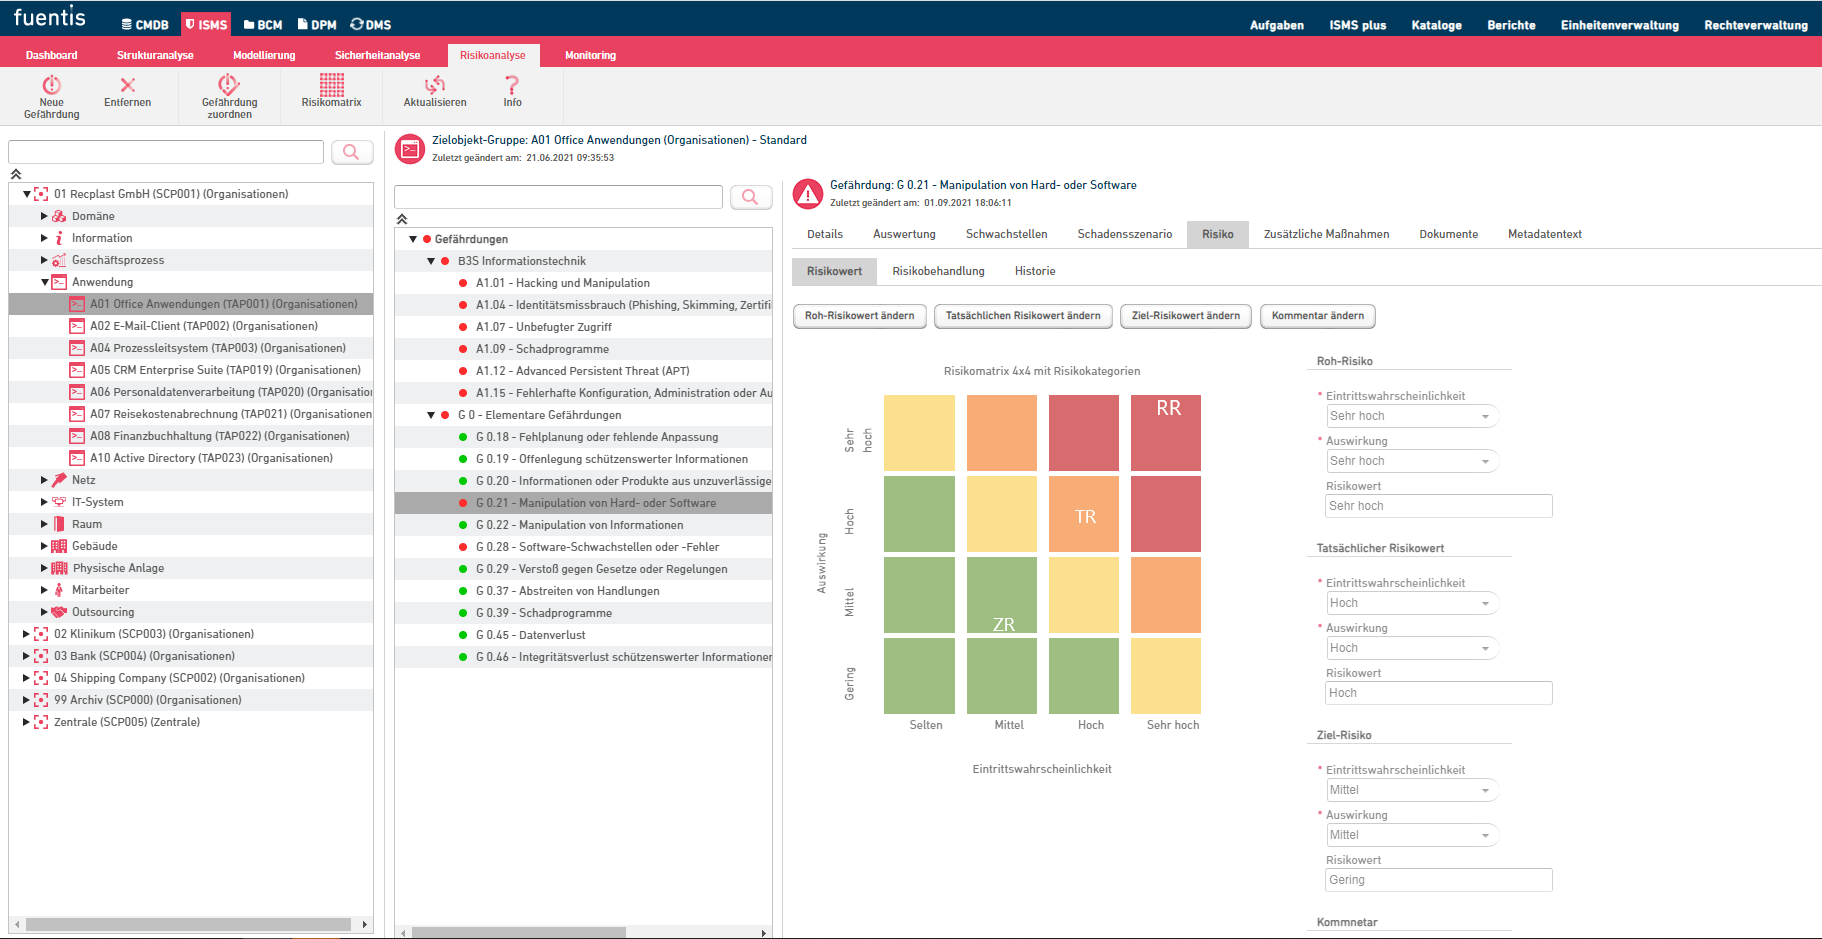 fuentis
CMDB
ISMS
BCM
DPM
DMS
Aufgaben
ISMS plus
Kataloge
Berichte
Einheitenverwaltung
Rechteverwaltung
Dashboard
Strukturanalyse
Modellierung
Sicherheitanalyse
Risikoanalyse
Monitoring
Neue
Gefährdung
Entfernen
Gefährdung
zuordnen
Risikomatrix
Aktualisieren
Info
01 Recplast GmbH (SCP001) (Organisationen)
Domäne
Information
Geschäftsprozess
Anwendung
A01 Office Anwendungen (TAP001) (Organisationen)
A02 E-Mail-Client (TAP002) (Organisationen)
A04 Prozessleitsystem (TAP003) (Organisationen)
A05 CRM Enterprise Suite (TAP019) (Organisationen)
A06 Personaldatenverarbeitung (TAP020) (Organisation
A07 Reisekostenabrechnung (TAP021) (Organisationen
A08 Finanzbuchhaltung (TAP022) (Organisationen)
A10 Active Directory (TAP023) (Organisationen)
Netz
IT-System
Raum
Gebäude
Physische Anlage
Mitarbeiter
Outsourcing
02 Klinikum (SCP003) (Organisationen)
03 Bank (SCP004) (Organisationen)
04 Shipping Company (SCP002) (Organisationen)
99 Archiv (SCP000) (Organisationen)
Zentrale (SCP005) (Zentrale)
Zielobjekt-Gruppe: A01 Office Anwendungen (Organisationen) - Standard
Zuletzt geändert am: 21.06.2021 09:35:53
Gefährdungen
B3S Informationstechnik
A1.01 - Hacking und Manipulation
A1.04 - Identitätsmissbrauch (Phishing, Skimming, Zertifi
A1.07 - Unbefugter Zugriff
A1.09 - Schadprogramme
A1.12 - Advanced Persistent Threat (APT)
A1.15 - Fehlerhafte Konfiguration, Administration oder Au
G 0 - Elementare Gefährdungen
G 0.18 - Fehlplanung oder fehlende Anpassung
G 0.19 - Offenlegung schützenswerter Informationen
G 0.20 - Informationen oder Produkte aus unzuverlässige
G 0.21 - Manipulation von Hard- oder Software
G 0.22 - Manipulation von Informationen
G 0.28 - Software-Schwachstellen oder -Fehler
G 0.29 - Verstoß gegen Gesetze oder Regelungen
G 0.37 - Abstreiten von Handlungen
G 0.39 - Schadprogramme
G 0.45 - Datenverlust
G 0.46 - Integritätsverlust schützenswerter Informationen
Gefährdung: G 0.21 - Manipulation von Hard- oder Software
Zuletzt geändert am: 01.09.2021 18:06:11
Details
Auswertung
Schwachstellen
Schadensszenario
Risiko
Zusätzliche Maßnahmen
Dokumente
Metadatentext
Risikowert
Risikobehandlung
Historie
Roh-Risikowert ändern
Tatsächlichen Risikowert ändern
Ziel-Risikowert ändern
Kommentar ändern
Risikomatrix 4x4 mit Risikokategorien
Auswirkung
Sehr
hoch
RR
Hoch
TR
Mittel
ZR
Gering
Selten
Mittel
Hoch
Sehr hoch
Eintrittswahrscheinlichkeit
Roh-Risiko
* Eintrittswahrscheinlichkeit
Sehr hoch
* Auswirkung
Sehr hoch
Risikowert
Sehr hoch
Tatsächlicher Risikowert
* Eintrittswahrscheinlichkeit
Hoch
* Auswirkung
Hoch
Risikowert
Hoch
Ziel-Risiko
* Eintrittswahrscheinlichkeit
Mittel
* Auswirkung
Mittel
Risikowert
Gering
Kommnetar